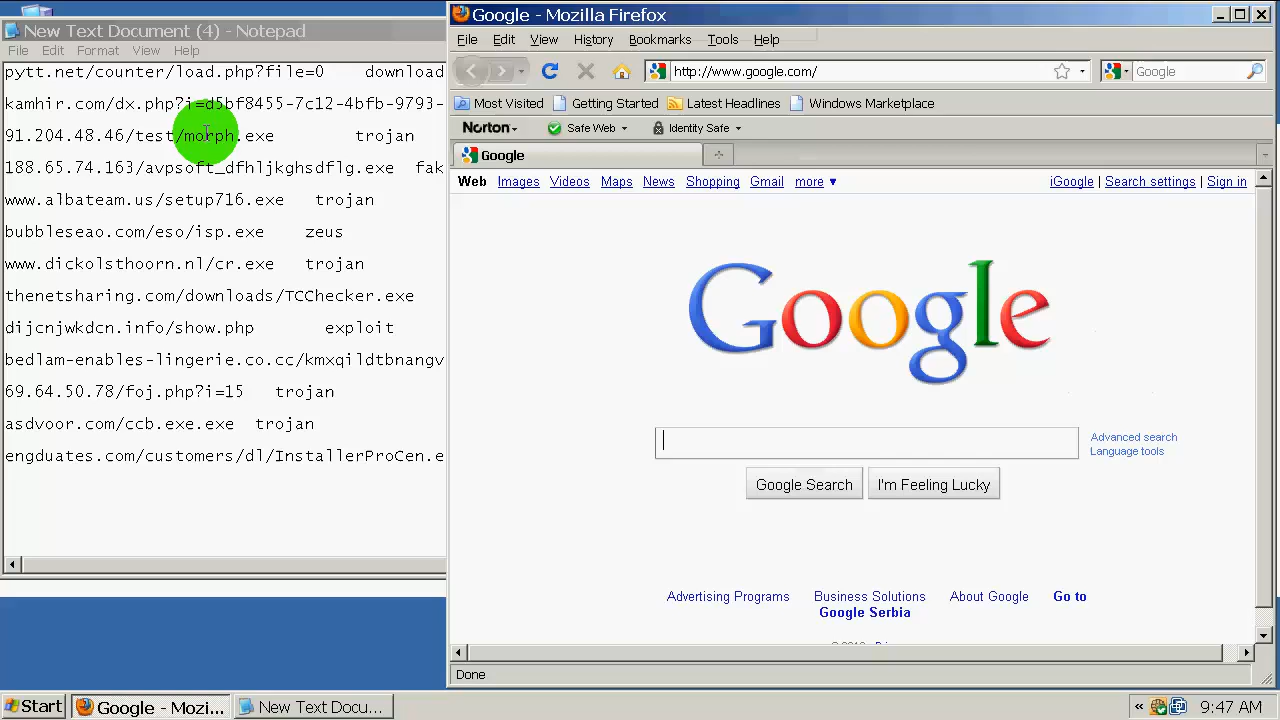 New Text Document (4) - Notepad
File Edit Format View Help
pytt.net/counter/load.php?file=0 download
kamhir.com/dx.php?i=d5bf8455-7c12-4bfb-9793-
91.204.48.46/test/morph.exe trojan
188.65.74.163/avpsoft_dfhljkghsdflg.exe fak
www.albateam.us/setup716.exe trojan
bubbleseao.com/eso/isp.exe zeus
www.dickolsthoorn.nl/cr.exe trojan
thenetsharing.com/downloads/TCChecker.exe
dijcnjwkdcn.info/show.php exploit
bedlam-enables-lingerie.co.cc/kmxqildtbnangv
69.64.50.78/foj.php?i=15 trojan
asdvoor.com/ccb.exe.exe trojan
engduates.com/customers/dl/InstallerProCen.e
Google - Mozilla Firefox
File Edit View History Bookmarks Tools Help
http://www.google.com/ Google
Most Visited Getting Started Latest Headlines Windows Marketplace
Norton Safe Web Identity Safe
Google
Web Images Videos Maps News Shopping Gmail more ▼ iGoogle | Search settings | Sign in
Google
Advanced search
Language tools
Google Search I'm Feeling Lucky
Advertising Programs Business Solutions About Google Go to
Google Serbia
Done
Start Google - Mozilla Fi... New Text Docu... « 9:47 AM